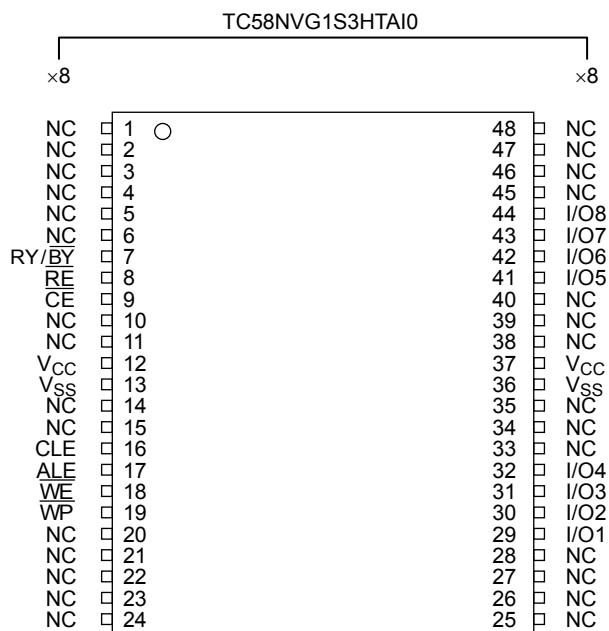 TC58NVG1S3HTAI0
×8 ×8
NC 1 48 NC
NC 2 47 NC
NC 3 46 NC
NC 4 45 NC
NC 5 44 I/O8
NC 6 43 I/O7
RY/B̅Y̅ 7 42 I/O6
R̅E̅ 8 41 I/O5
C̅E̅ 9 40 NC
NC 10 39 NC
NC 11 38 NC
VCC 12 37 VCC
VSS 13 36 VSS
NC 14 35 NC
NC 15 34 NC
CLE 16 33 NC
ALE 17 32 I/O4
W̅E̅ 18 31 I/O3
W̅P̅ 19 30 I/O2
NC 20 29 I/O1
NC 21 28 NC
NC 22 27 NC
NC 23 26 NC
NC 24 25 NC